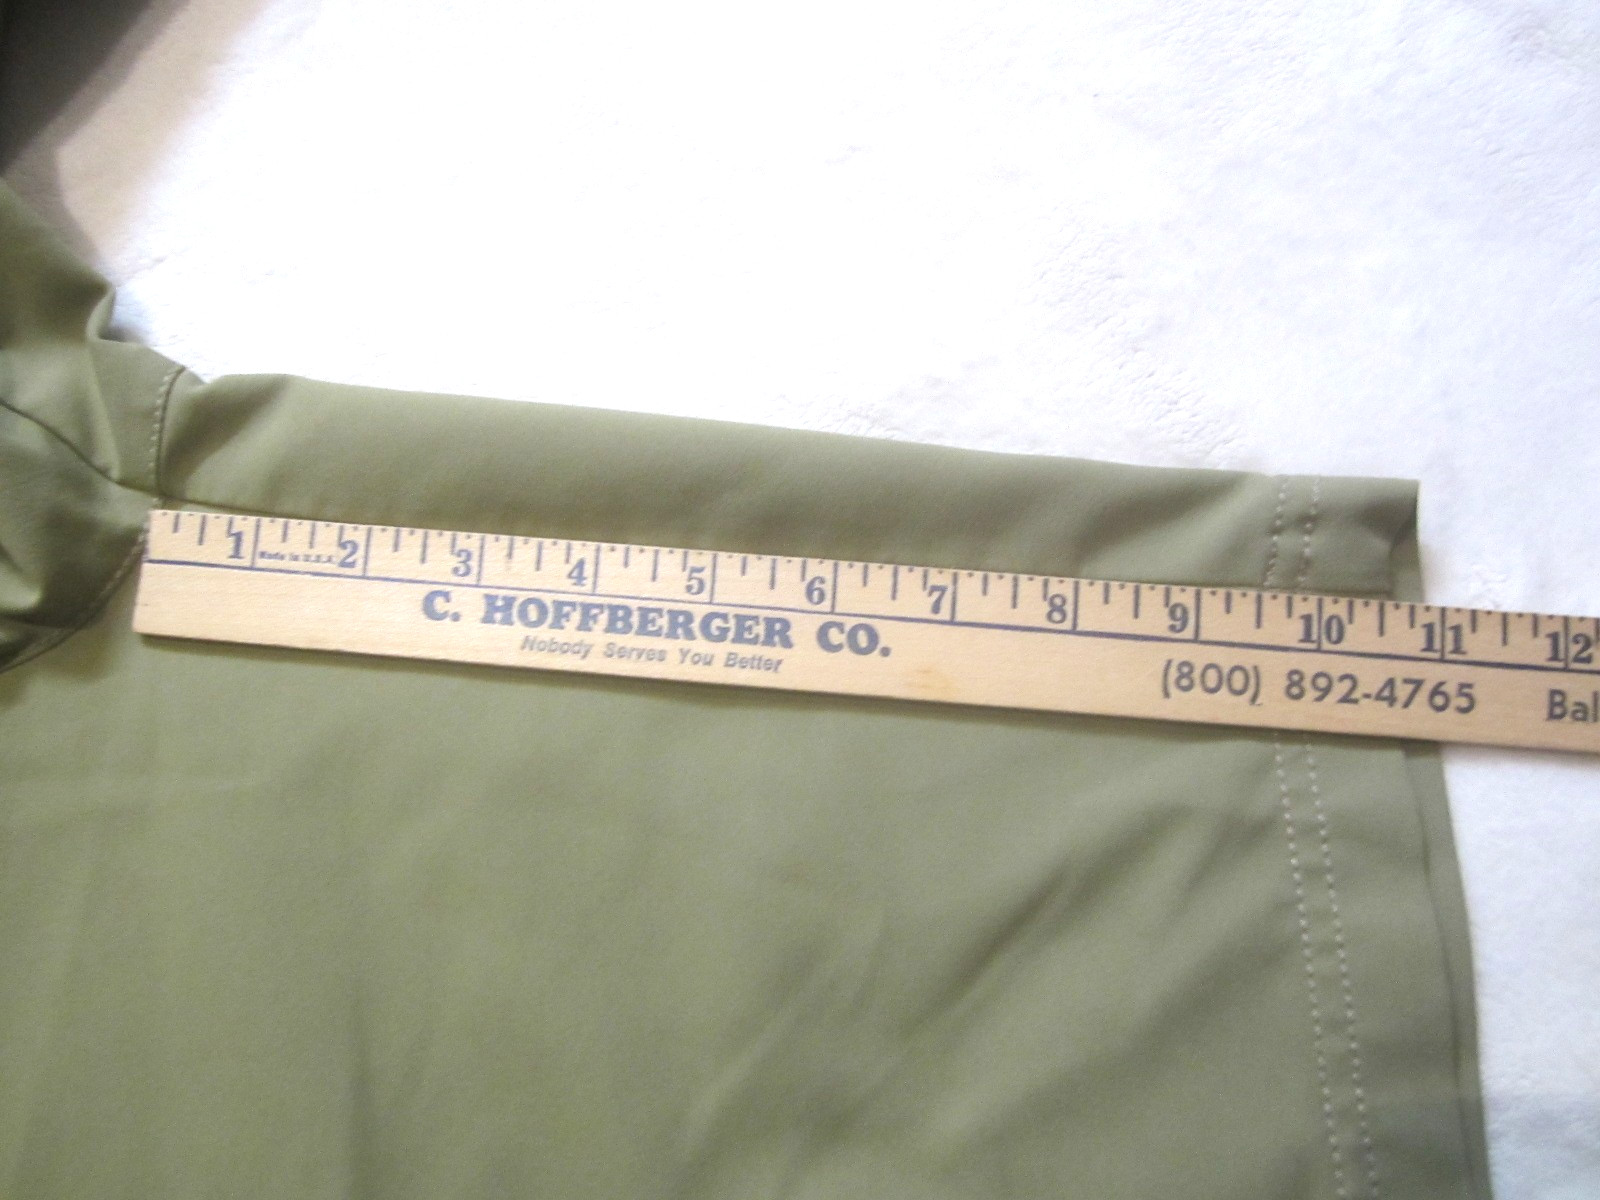 1 2 3 4 5 6 7 8 9 10 11 12
Made in U.S.A.
C. HOFFBERGER CO.
Nobody Serves You Better
(800) 892-4765 Bal